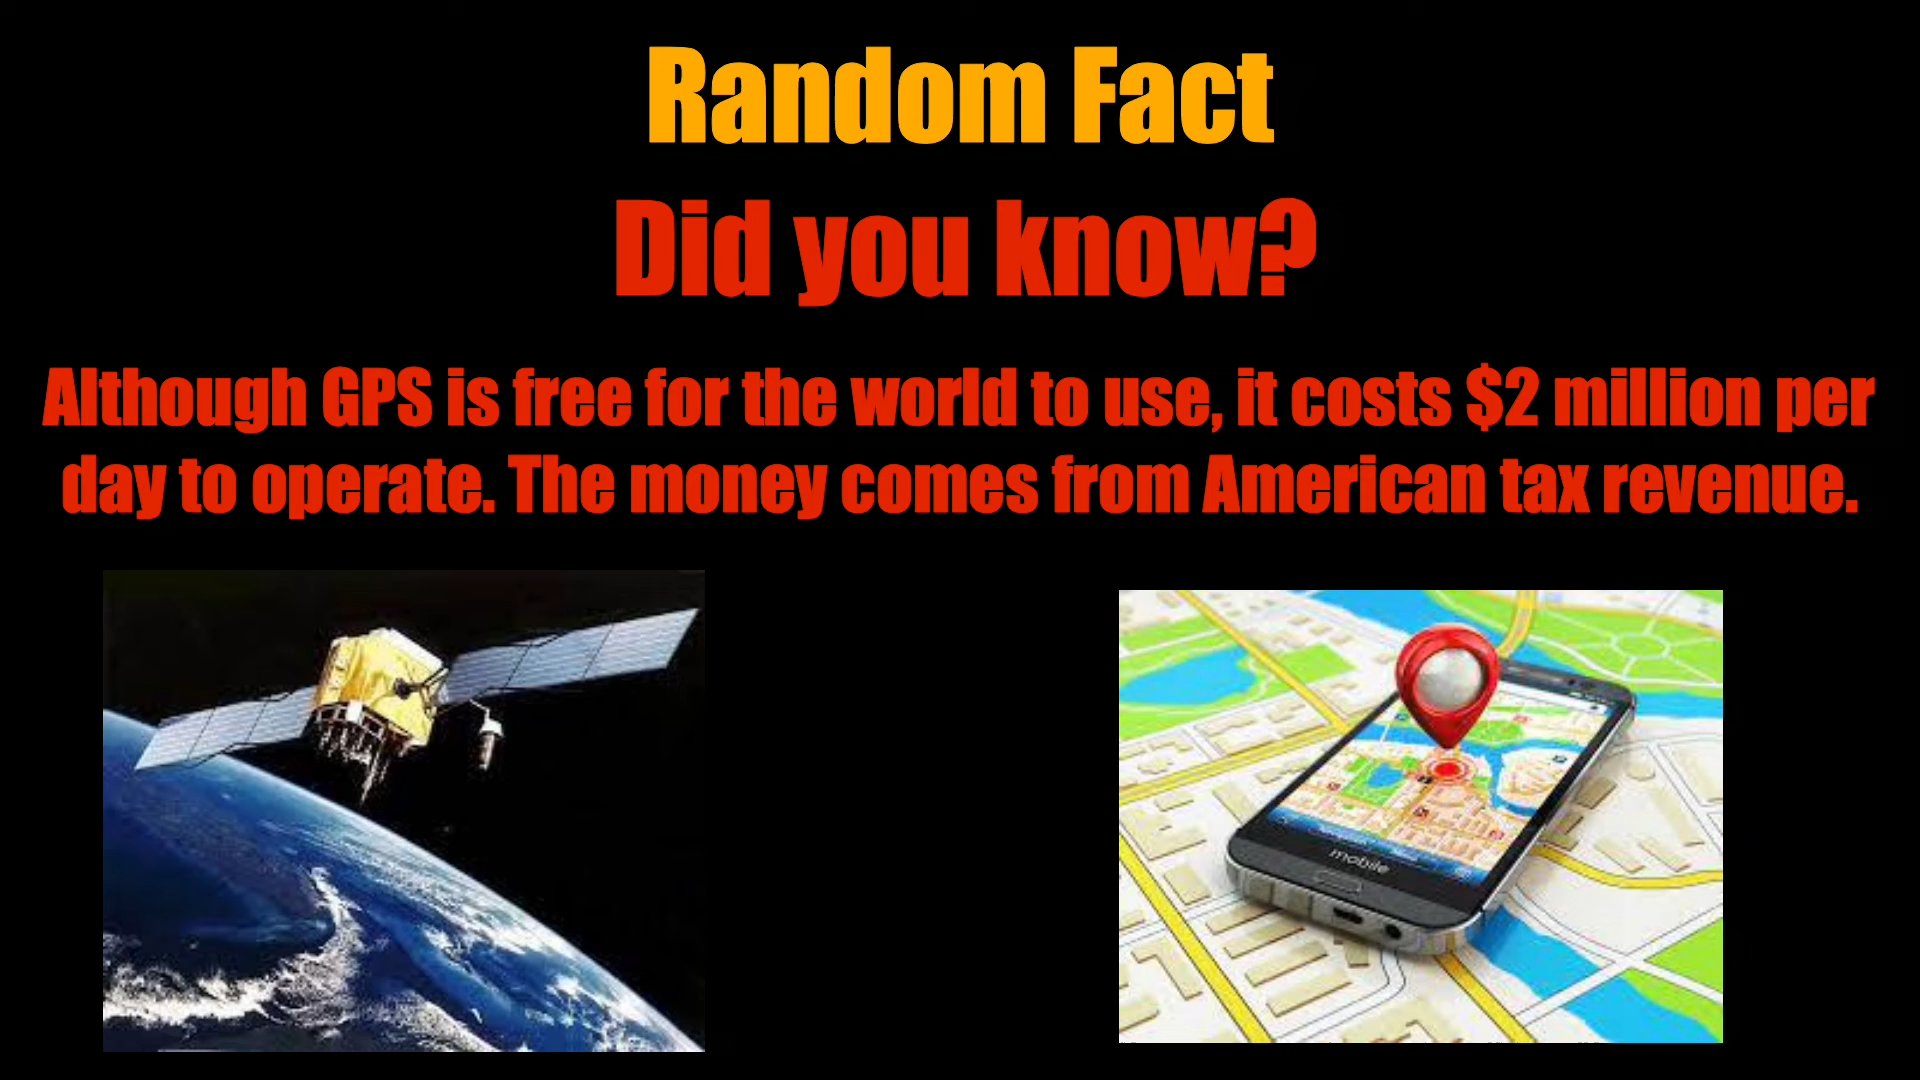 Random Fact
Did you know?
Although GPS is free for the world to use, it costs $2 million per
day to operate. The money comes from American tax revenue.
mobile